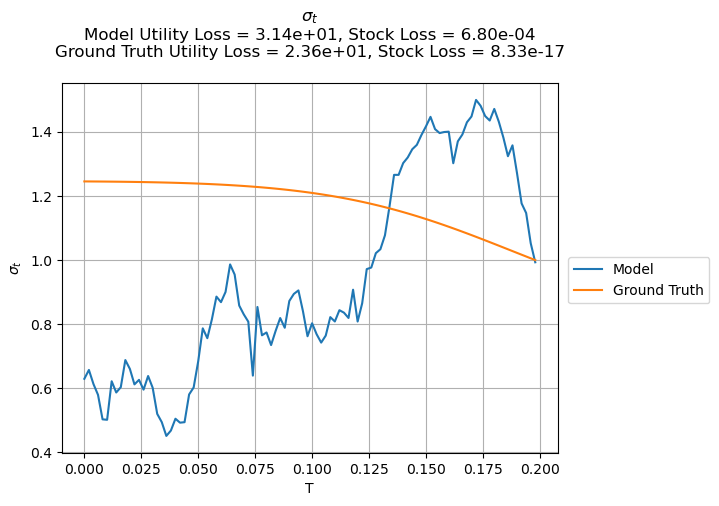 σt
Model Utility Loss = 3.14e+01, Stock Loss = 6.80e-04
Ground Truth Utility Loss = 2.36e+01, Stock Loss = 8.33e-17
1.4
1.2
1.0
0.8
0.6
0.4
σt
0.000 0.025 0.050 0.075 0.100 0.125 0.150 0.175 0.200
T
Model
Ground Truth